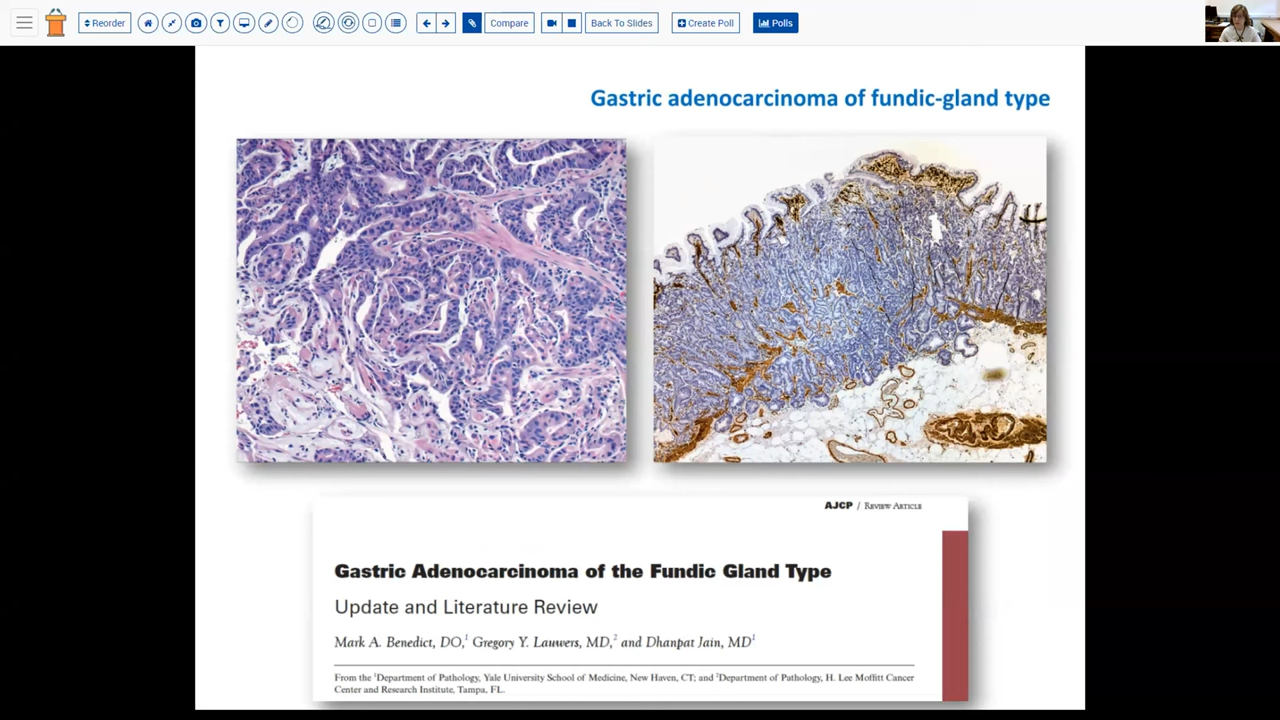 Reorder
Compare
Back To Slides
Create Poll
Polls
Gastric adenocarcinoma of fundic-gland type
AJCP / Review Article
Gastric Adenocarcinoma of the Fundic Gland Type
Update and Literature Review
Mark A. Benedict, DO,¹ Gregory Y. Lauwers, MD,² and Dhanpat Jain, MD¹
From the ¹Department of Pathology, Yale University School of Medicine, New Haven, CT; and ²Department of Pathology, H. Lee Moffitt Cancer
Center and Research Institute, Tampa, FL.